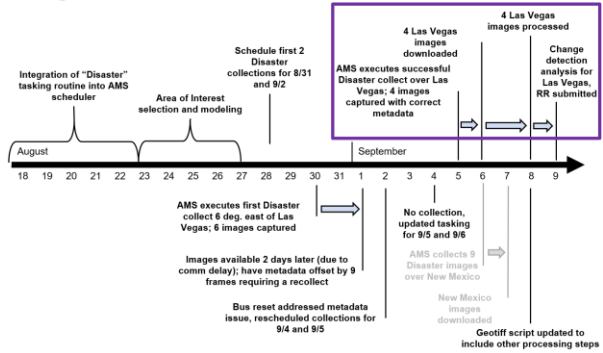 4 Las Vegas
images
downloaded
4 Las Vegas
images processed
Schedule first 2
Disaster
collections for 8/31
and 9/2
Change
detection
analysis for
Las Vegas,
RR submitted
AMS executes successful
Disaster collect over Las
Vegas; 4 images
captured with correct
metadata
Integration of “Disaster”
tasking routine into AMS
scheduler
Area of Interest
selection and modeling
August
September
18 19 20 21 22 23 24 25 26 27 28 29 30 31 1 2 3 4 5 6 7 8 9
AMS executes first Disaster
collect 6 deg. east of Las
Vegas; 6 images captured
No collection,
updated tasking
for 9/5 and 9/6
Images available 2 days later (due to
comm delay); have metadata offset by 9
frames requiring a recollect
AMS collects 9
Disaster images
over New Mexico
Bus reset addressed metadata
issue, rescheduled collections for
9/4 and 9/5
New Mexico
images
downloaded
Geotiff script updated to
include other processing steps